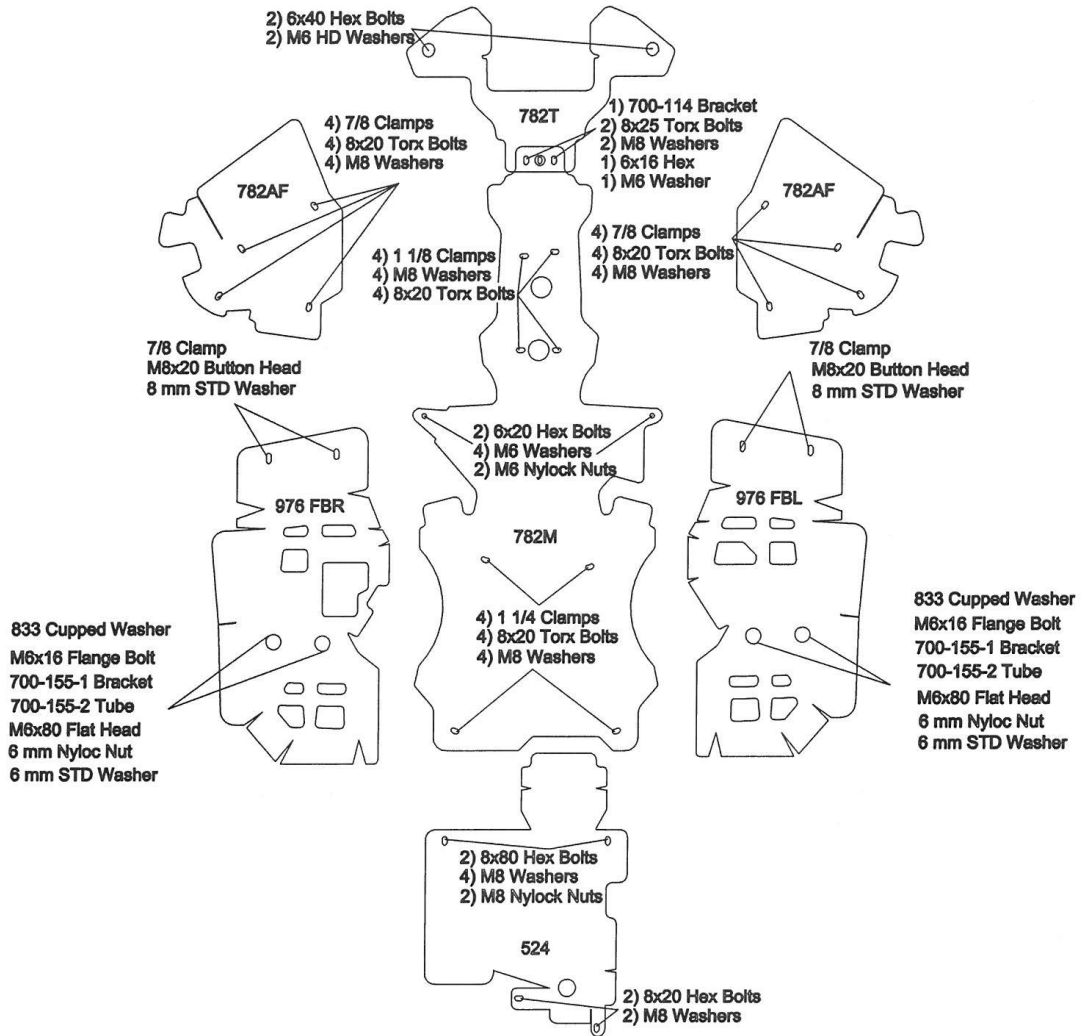 2) 6x40 Hex Bolts
2) M6 HD Washers
782T
1) 700-114 Bracket
2) 8x25 Torx Bolts
2) M8 Washers
1) 6x16 Hex
1) M6 Washer
4) 7/8 Clamps
4) 8x20 Torx Bolts
4) M8 Washers
782AF
782AF
4) 7/8 Clamps
4) 8x20 Torx Bolts
4) M8 Washers
4) 1 1/8 Clamps
4) M8 Washers
4) 8x20 Torx Bolts
7/8 Clamp
M8x20 Button Head
8 mm STD Washer
7/8 Clamp
M8x20 Button Head
8 mm STD Washer
2) 6x20 Hex Bolts
4) M6 Washers
2) M6 Nylock Nuts
976 FBR
976 FBL
782M
4) 1 1/4 Clamps
4) 8x20 Torx Bolts
4) M8 Washers
833 Cupped Washer
M6x16 Flange Bolt
700-155-1 Bracket
700-155-2 Tube
M6x80 Flat Head
6 mm Nyloc Nut
6 mm STD Washer
833 Cupped Washer
M6x16 Flange Bolt
700-155-1 Bracket
700-155-2 Tube
M6x80 Flat Head
6 mm Nyloc Nut
6 mm STD Washer
2) 8x80 Hex Bolts
4) M8 Washers
2) M8 Nylock Nuts
524
2) 8x20 Hex Bolts
2) M8 Washers